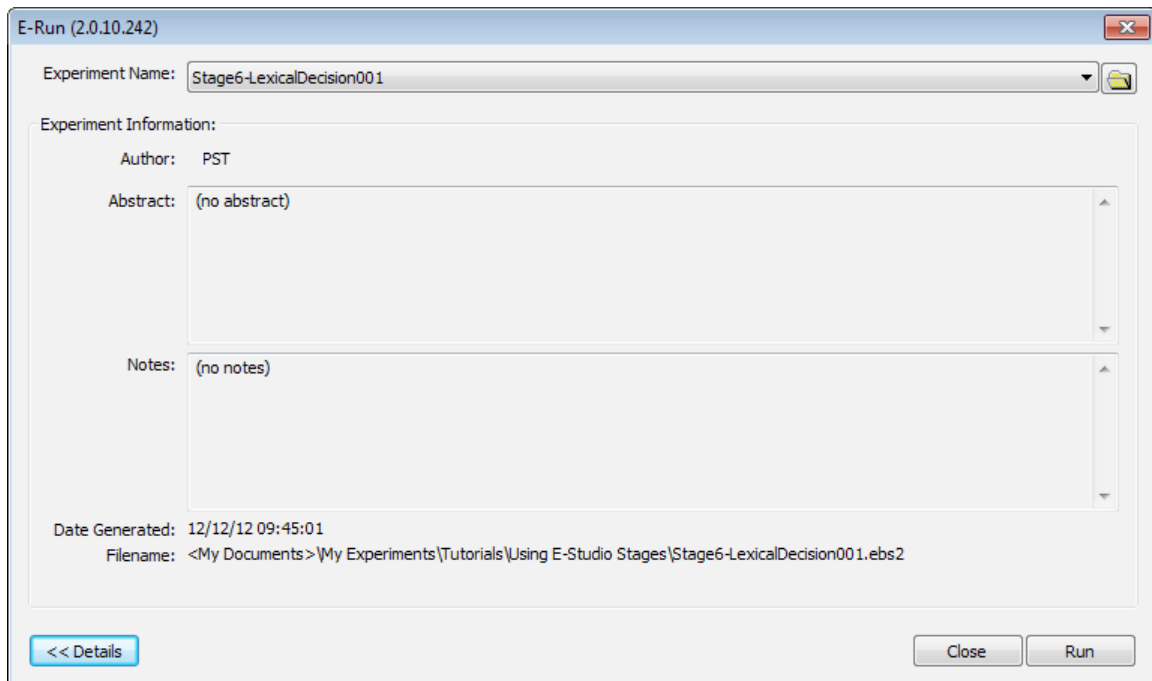 E-Run (2.0.10.242)
Experiment Name: Stage6-LexicalDecision001
Experiment Information:
Author: PST
Abstract: (no abstract)
Notes: (no notes)
Date Generated: 12/12/12 09:45:01
Filename: <My Documents>\My Experiments\Tutorials\Using E-Studio Stages\Stage6-LexicalDecision001.ebs2
<< Details Close Run